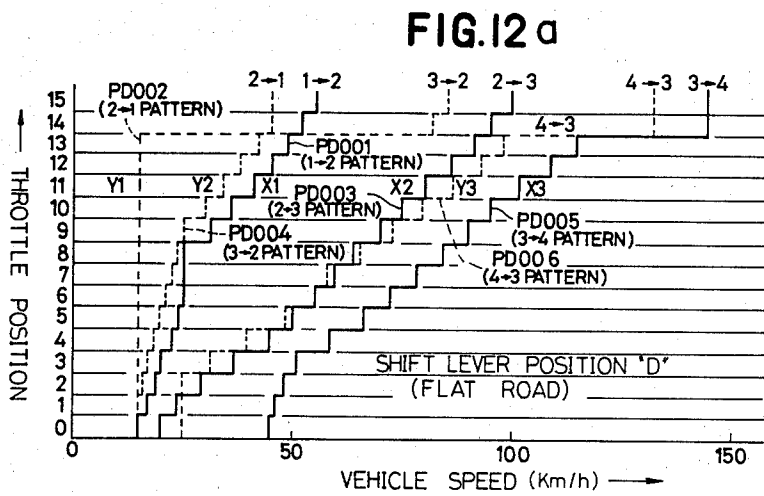 FIG.12a
2→1 1→2 3→2 2→3 4→3 3→4
PD002
(2→1 PATTERN)
PD001
(1→2 PATTERN)
4→3
Y1 Y2 X1 X2 Y3 X3
PD003
(2→3 PATTERN)
PD004
(3→2 PATTERN)
PD005
(3→4 PATTERN)
PD006
(4→3 PATTERN)
SHIFT LEVER POSITION "D"
(FLAT ROAD)
THROTTLE POSITION
15
14
13
12
11
10
9
8
7
6
5
4
3
2
1
0
0 50 100 150
VEHICLE SPEED (Km/h)